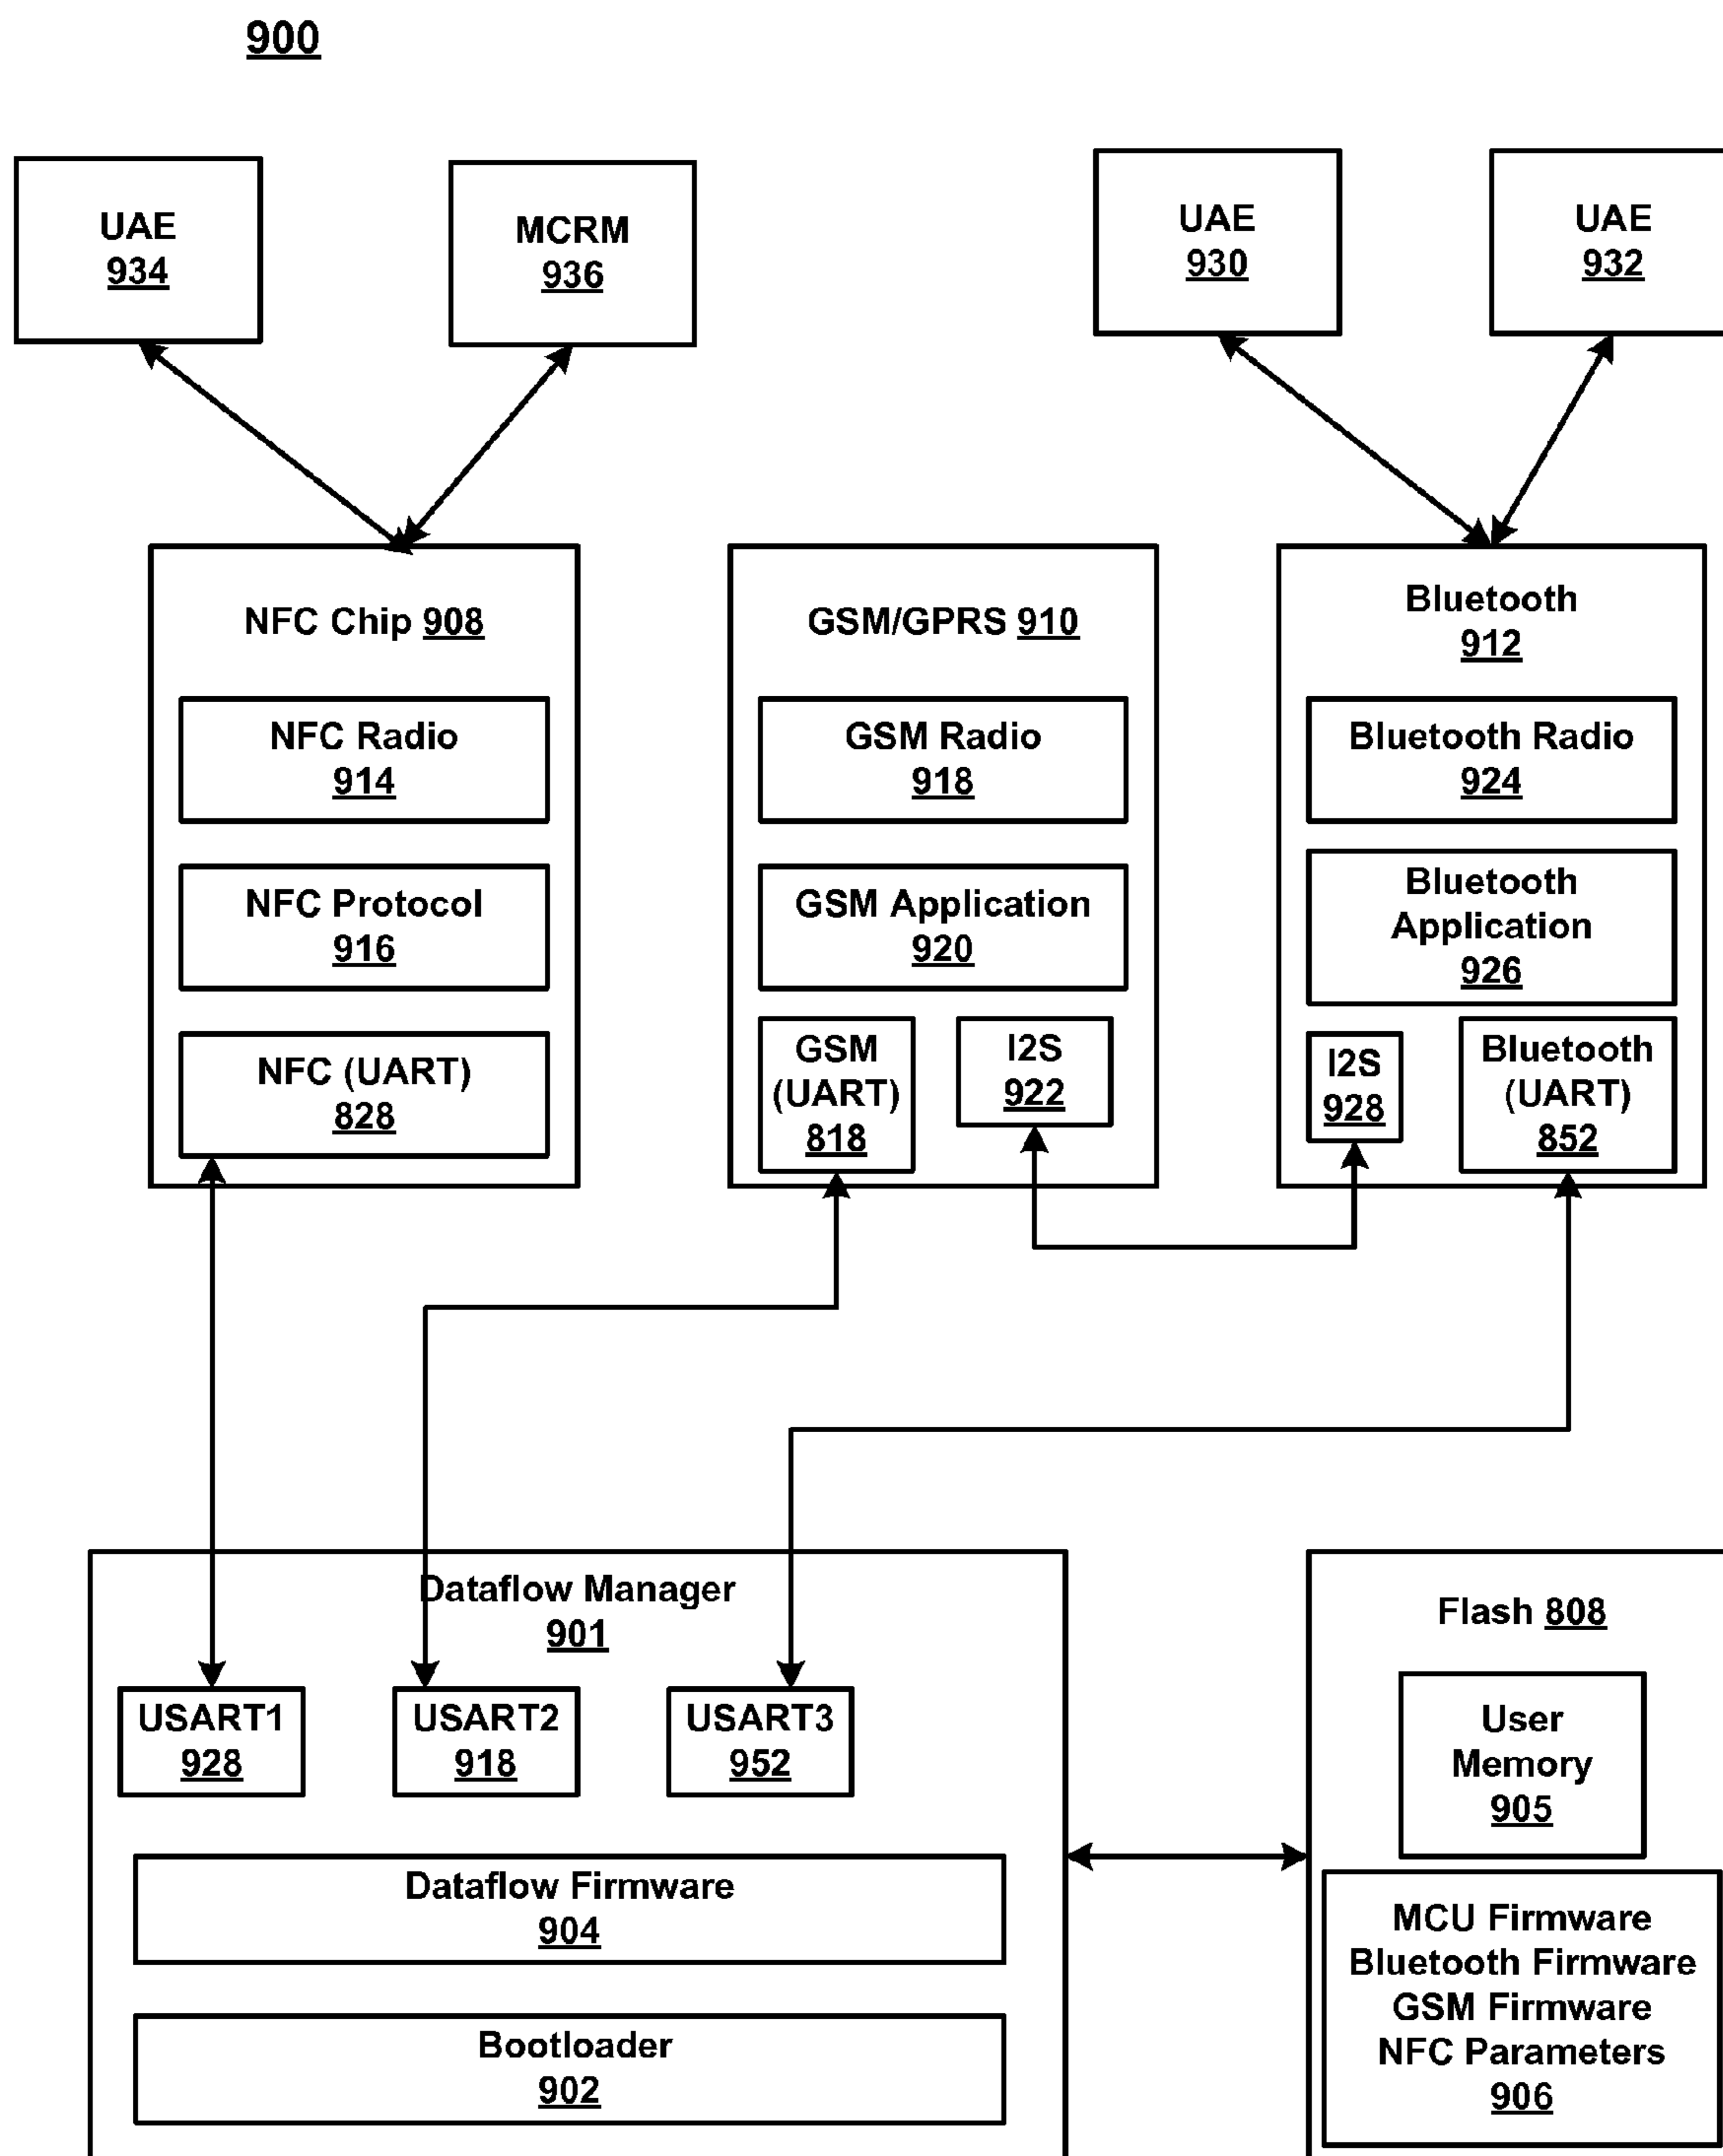 900
UAE
934
MCRM
936
UAE
930
UAE
932
NFC Chip 908
NFC Radio
914
NFC Protocol
916
NFC (UART)
828
GSM/GPRS 910
GSM Radio
918
GSM Application
920
GSM
(UART)
818
I2S
922
Bluetooth
912
Bluetooth Radio
924
Bluetooth
Application
926
I2S
928
Bluetooth
(UART)
852
Dataflow Manager
901
USART1
928
USART2
918
USART3
952
Dataflow Firmware
904
Bootloader
902
Flash 808
User
Memory
905
MCU Firmware
Bluetooth Firmware
GSM Firmware
NFC Parameters
906